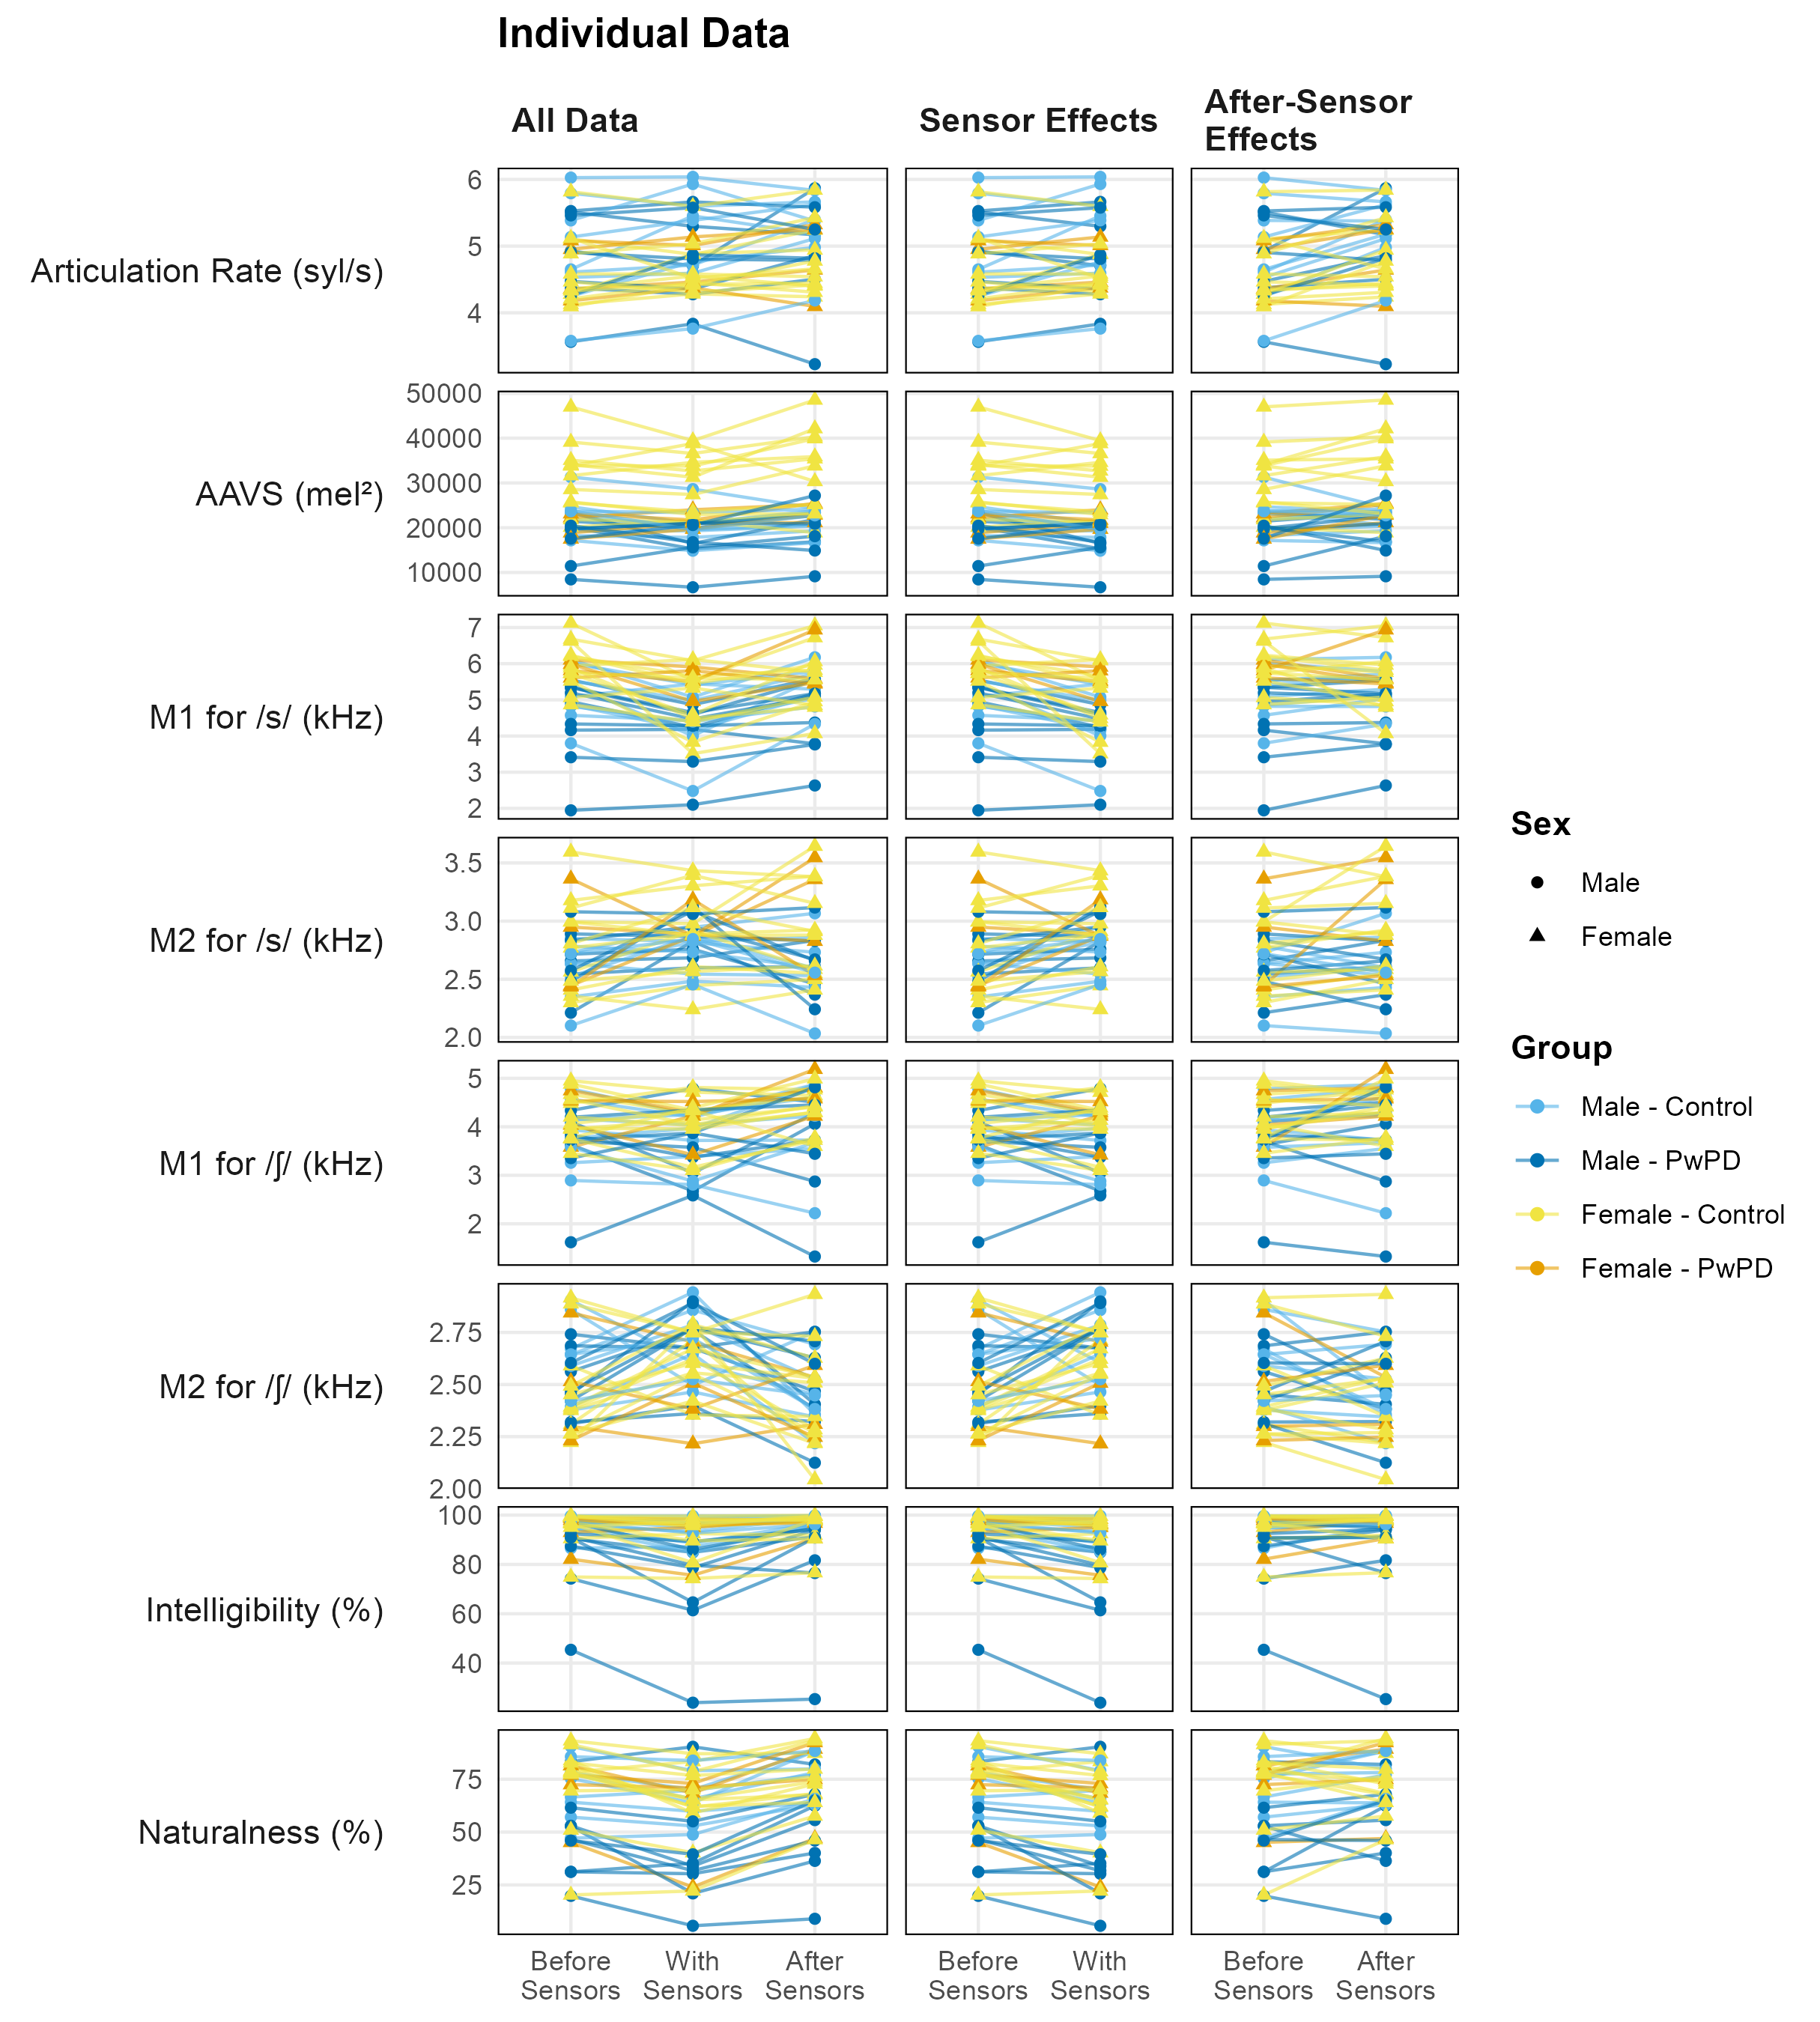 Individual Data
All Data
Sensor Effects
After-Sensor
Effects
Articulation Rate (syl/s)
6
5
4
AAVS (mel²)
50000
40000
30000
20000
10000
M1 for /s/ (kHz)
7
6
5
4
3
2
M2 for /s/ (kHz)
3.5
3.0
2.5
2.0
M1 for /ʃ/ (kHz)
5
4
3
2
M2 for /ʃ/ (kHz)
2.75
2.50
2.25
2.00
Intelligibility (%)
100
80
60
40
Naturalness (%)
75
50
25
Before
Sensors
With
Sensors
After
Sensors
Before
Sensors
With
Sensors
Before
Sensors
After
Sensors
Sex
Male
Female
Group
Male - Control
Male - PwPD
Female - Control
Female - PwPD